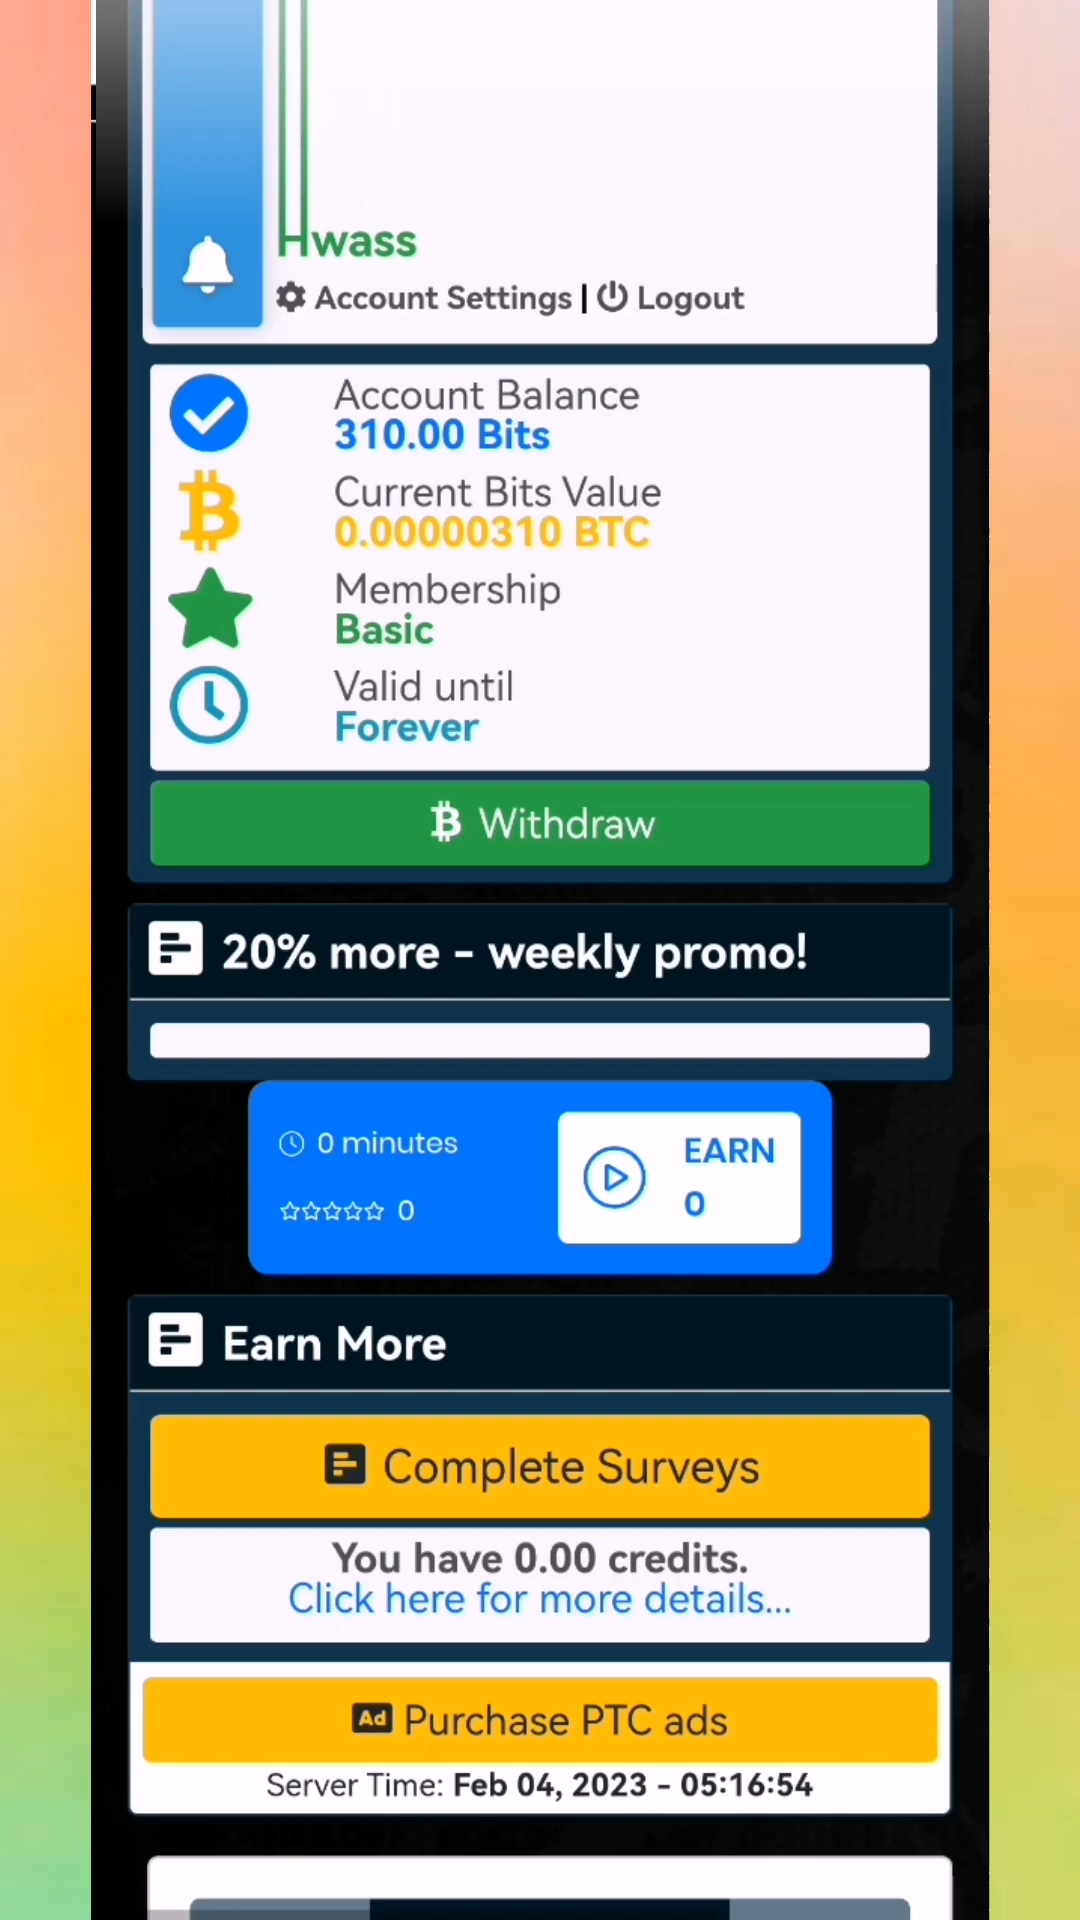 Hwass
Account Settings | Logout
Account Balance
310.00 Bits
Current Bits Value
0.00000310 BTC
Membership
Basic
Valid until
Forever
Withdraw
20% more - weekly promo!
0 minutes
EARN
0
0
Earn More
Complete Surveys
You have 0.00 credits.
Click here for more details...
Ad Purchase PTC ads
Server Time: Feb 04, 2023 - 05:16:54